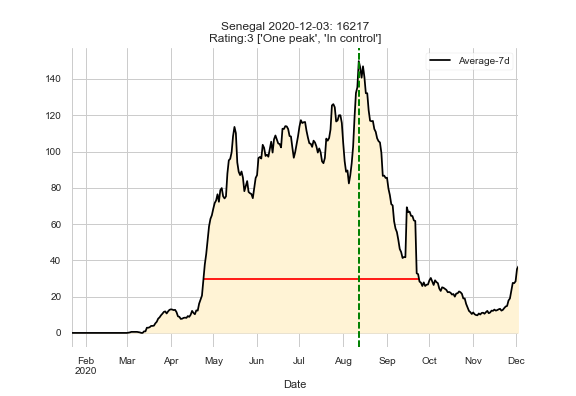 Senegal 2020-12-03: 16217
Rating:3 ['One peak', 'In control']
Average-7d
140
120
100
80
60
40
20
0
Feb Mar Apr May Jun Jul Aug Sep Oct Nov Dec
2020
Date